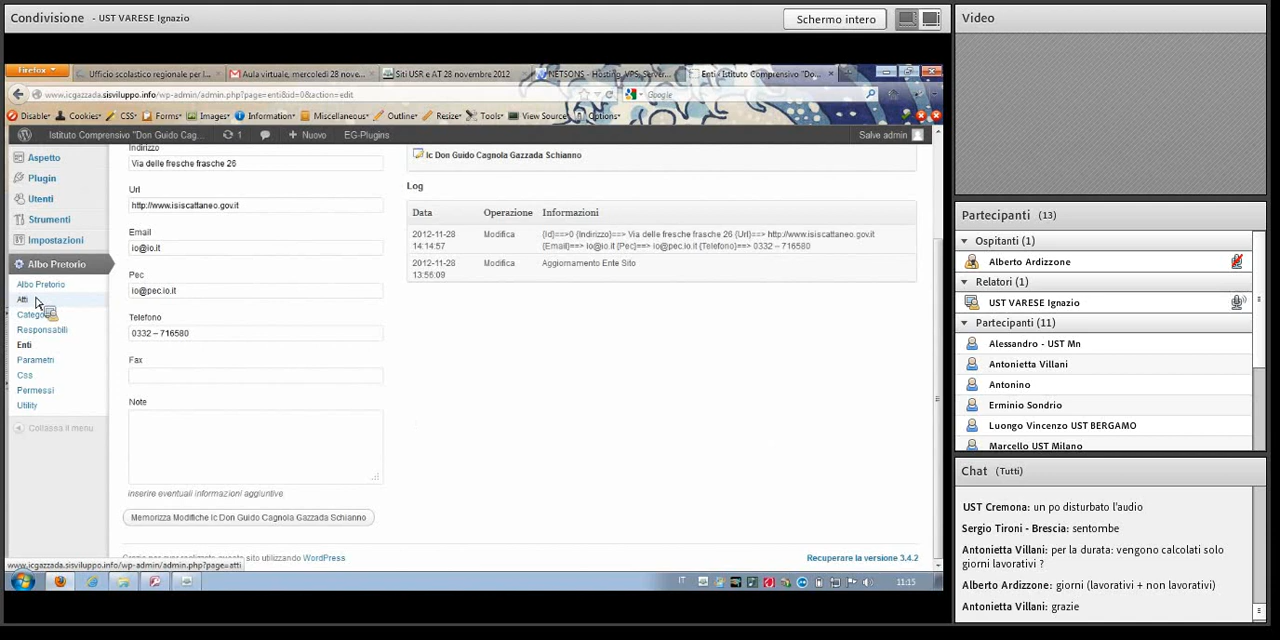 Condivisione - UST VARESE Ignazio
Schermo intero
Firefox
Ufficio scolastico regionale per l...
Aula virtuale, mercoledì 28 nove...
Siti USR e AT 28 novembre 2012
NETSONS - Hosting, VPS, Server...
Enti ‹ Istituto Comprensivo "Do...
www.icgazzada.sisviluppo.info/wp-admin/admin.php?page=enti&id=0&action=edit
Google
Disable Cookies CSS Forms Images Information Miscellaneous Outline Resize Tools View Source Options
Istituto Comprensivo "Don Guido Cag...
1
Nuovo
EG-Plugins
Salve admin
Aspetto
Plugin
Utenti
Strumenti
Impostazioni
Albo Pretorio
Albo Pretorio
Atti
Responsabili
Enti
Parametri
Css
Permessi
Utility
Collassa il menu
Indirizzo
Via delle fresche frasche 26
Url
http://www.isiscattaneo.gov.it
Email
io@io.it
Pec
io@pec.io.it
Telefono
0332 – 716580
Fax
Note
inserire eventuali informazioni aggiuntive
Memorizza Modifiche Ic Don Guido Cagnola Gazzada Schianno
Ic Don Guido Cagnola Gazzada Schianno
Log
Data Operazione Informazioni
2012-11-28 14:14:57 Modifica {Id}==>0 {Indirizzo}==> Via delle fresche frasche 26 {Url}==> http://www.isiscattaneo.gov.it
{Email}==> io@io.it {Pec}==> io@pec.io.it {Telefono}==> 0332 – 716580
2012-11-28 13:56:09 Modifica Aggiornamento Ente Sito
WordPress
Recuperare la versione 3.4.2
www.icgazzada.sisviluppo.info/wp-admin/admin.php?page=atti
IT
11:15
Video
Partecipanti (13)
Ospitanti (1)
Alberto Ardizzone
Relatori (1)
UST VARESE Ignazio
Partecipanti (11)
Alessandro - UST Mn
Antonietta Villani
Antonino
Erminio Sondrio
Luongo Vincenzo UST BERGAMO
Marcello UST Milano
Chat (Tutti)
UST Cremona: un po disturbato l'audio
Sergio Tironi - Brescia: sentombe
Antonietta Villani: per la durata: vengono calcolati solo
giorni lavorativi ?
Alberto Ardizzone: giorni (lavorativi + non lavorativi)
Antonietta Villani: grazie